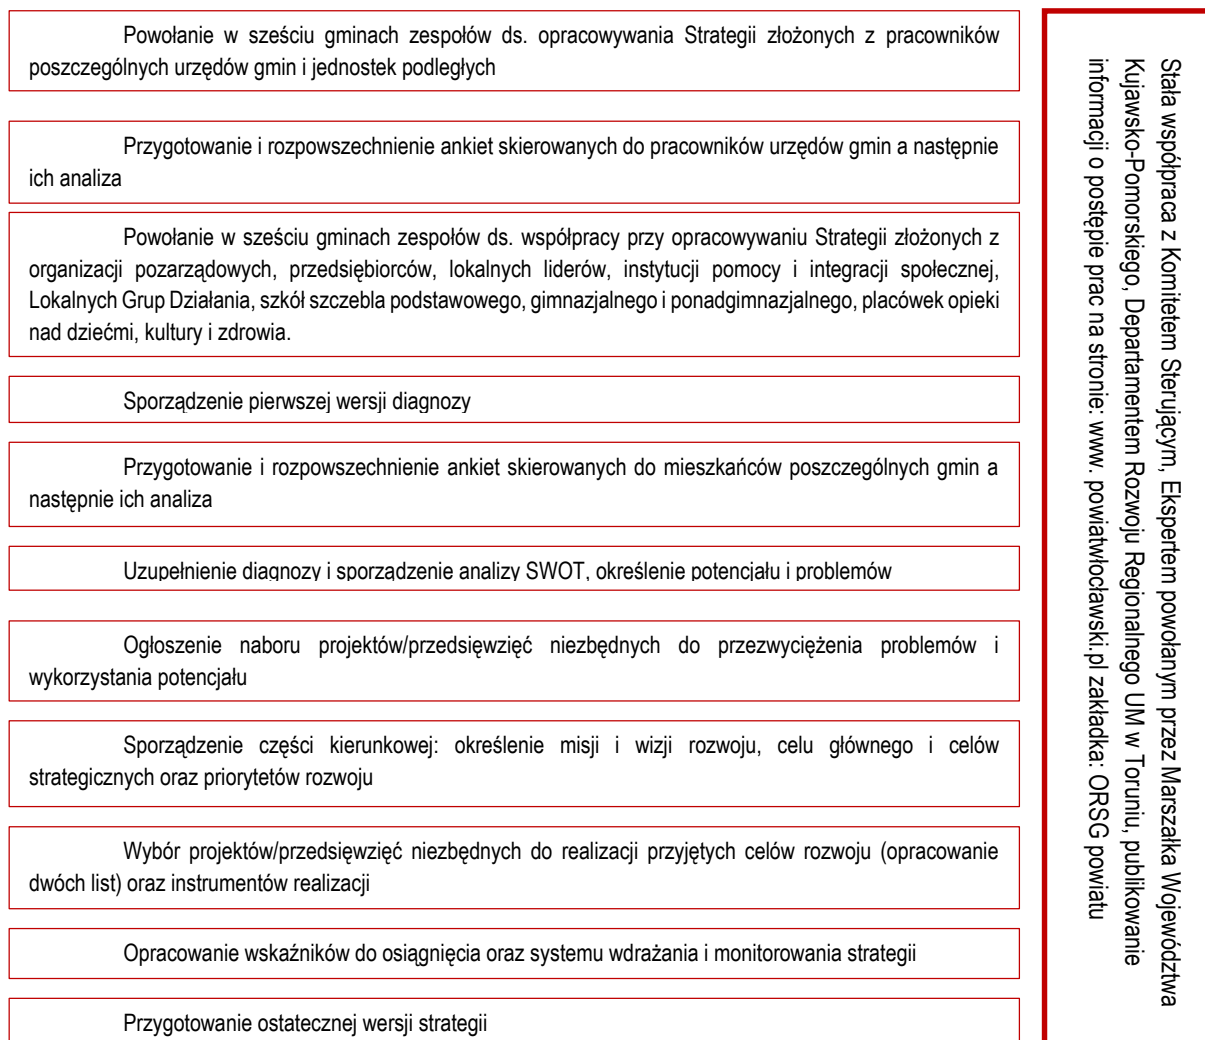 Powołanie w sześciu gminach zespołów ds. opracowywania Strategii złożonych z pracowników
poszczególnych urzędów gmin i jednostek podległych
Przygotowanie i rozpowszechnienie ankiet skierowanych do pracowników urzędów gmin a następnie
ich analiza
Powołanie w sześciu gminach zespołów ds. współpracy przy opracowywaniu Strategii złożonych z
organizacji pozarządowych, przedsiębiorców, lokalnych liderów, instytucji pomocy i integracji społecznej,
Lokalnych Grup Działania, szkół szczebla podstawowego, gimnazjalnego i ponadgimnazjalnego, placówek opieki
nad dziećmi, kultury i zdrowia.
Sporządzenie pierwszej wersji diagnozy
Przygotowanie i rozpowszechnienie ankiet skierowanych do mieszkańców poszczególnych gmin a
następnie ich analiza
Uzupełnienie diagnozy i sporządzenie analizy SWOT, określenie potencjału i problemów
Ogłoszenie naboru projektów/przedsięwzięć niezbędnych do przezwyciężenia problemów i
wykorzystania potencjału
Sporządzenie części kierunkowej: określenie misji i wizji rozwoju, celu głównego i celów
strategicznych oraz priorytetów rozwoju
Wybór projektów/przedsięwzięć niezbędnych do realizacji przyjętych celów rozwoju (opracowanie
dwóch list) oraz instrumentów realizacji
Opracowanie wskaźników do osiągnięcia oraz systemu wdrażania i monitorowania strategii
Przygotowanie ostatecznej wersji strategii
Stała współpraca z Komitetem Sterującym, Ekspertem powołanym przez Marszałka Województwa
Kujawsko-Pomorskiego, Departamentem Rozwoju Regionalnego UM w Toruniu, publikowanie
informacji o postępie prac na stronie: www. powiatwłocławski.pl zakładka: ORSG powiatu